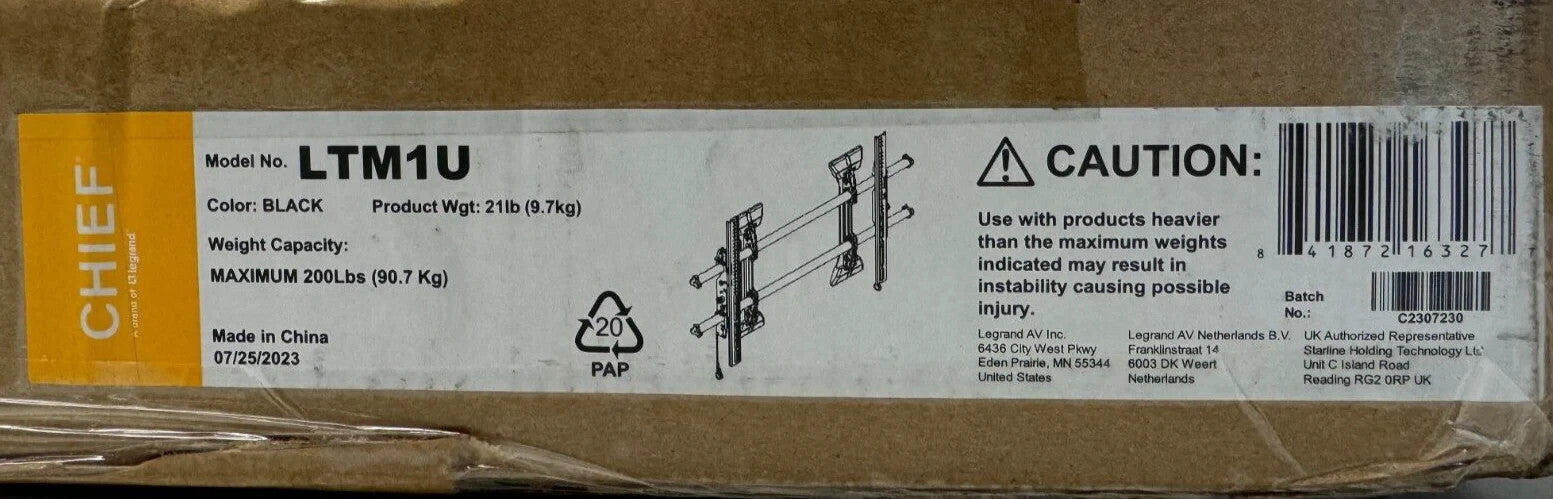 CHIEF
A brand of legrand
Model No. LTM1U
Color: BLACK Product Wgt: 21lb (9.7kg)
Weight Capacity:
MAXIMUM 200Lbs (90.7 Kg)
Made in China
07/25/2023
20
PAP
CAUTION:
Use with products heavier
than the maximum weights
indicated may result in
instability causing possible
injury.
Legrand AV Inc.
6436 City West Pkwy
Eden Prairie, MN 55344
United States
Legrand AV Netherlands B.V.
Franklinstraat 14
6003 DK Weert
Netherlands
8 41872 16327 7
Batch
No.:
C2307230
UK Authorized Representative
Starline Holding Technology Ltd
Unit C Island Road
Reading RG2 0RP UK